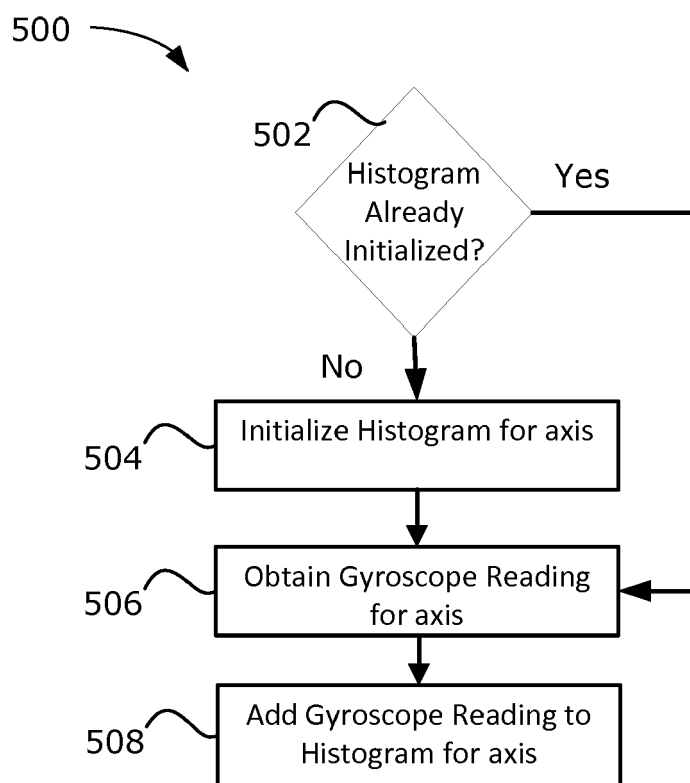 500
502
Histogram
Already
Initialized?
Yes
No
504
Initialize Histogram for axis
506
Obtain Gyroscope Reading
for axis
508
Add Gyroscope Reading to
Histogram for axis